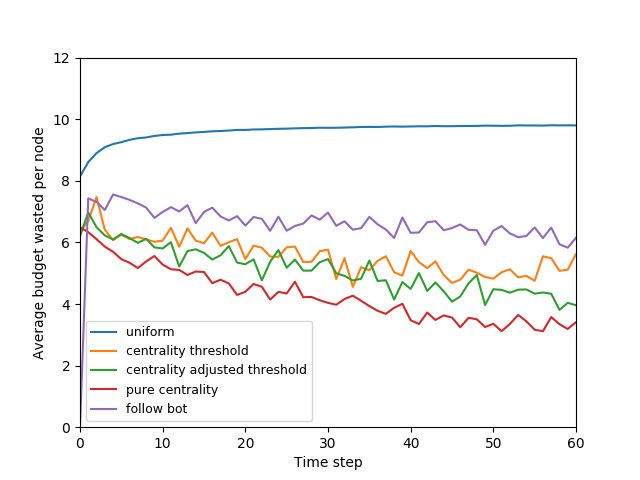 12
10
8
6
4
2
0
Average budget wasted per node
uniform
centrality threshold
centrality adjusted threshold
pure centrality
follow bot
0 10 20 30 40 50 60
Time step